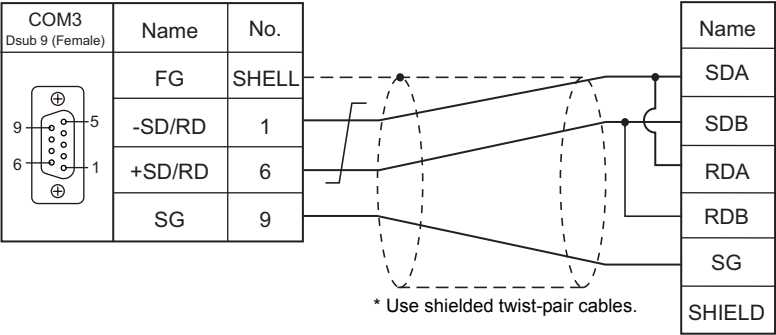 COM3
Dsub 9 (Female)
Name
No.
Name
FG
SHELL
SDA
-SD/RD
1
SDB
+SD/RD
6
RDA
SG
9
RDB
SG
SHIELD
9
5
6
1
* Use shielded twist-pair cables.